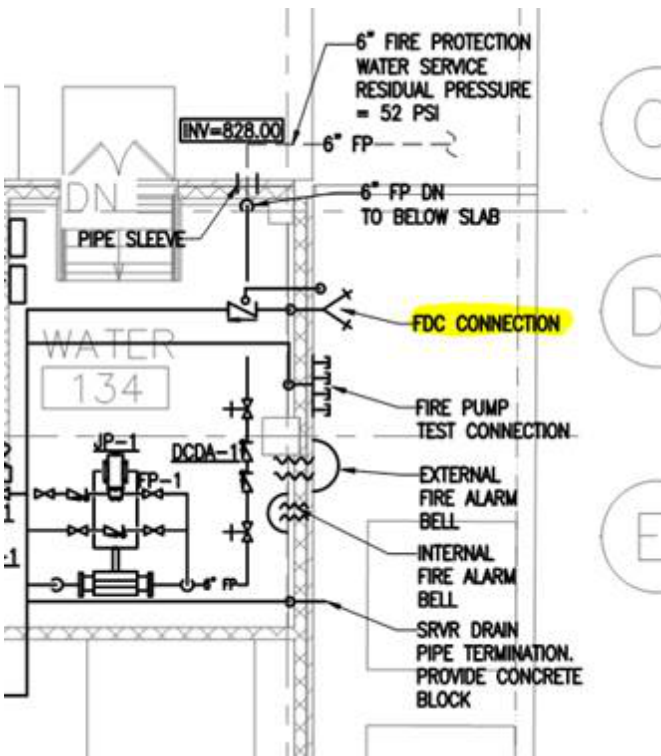 6" FIRE PROTECTION
WATER SERVICE
RESIDUAL PRESSURE
= 52 PSI
INV=828.00
6" FP
C
DN
6" FP DN
TO BELOW SLAB
PIPE SLEEVE
D
FDC CONNECTION
WATER
134
FIRE PUMP
TEST CONNECTION
JP-1
DCDA-1
FP-1
EXTERNAL
FIRE ALARM
BELL
E
INTERNAL
FIRE ALARM
BELL
6" FP
SRVR DRAIN
PIPE TERMINATION.
PROVIDE CONCRETE
BLOCK